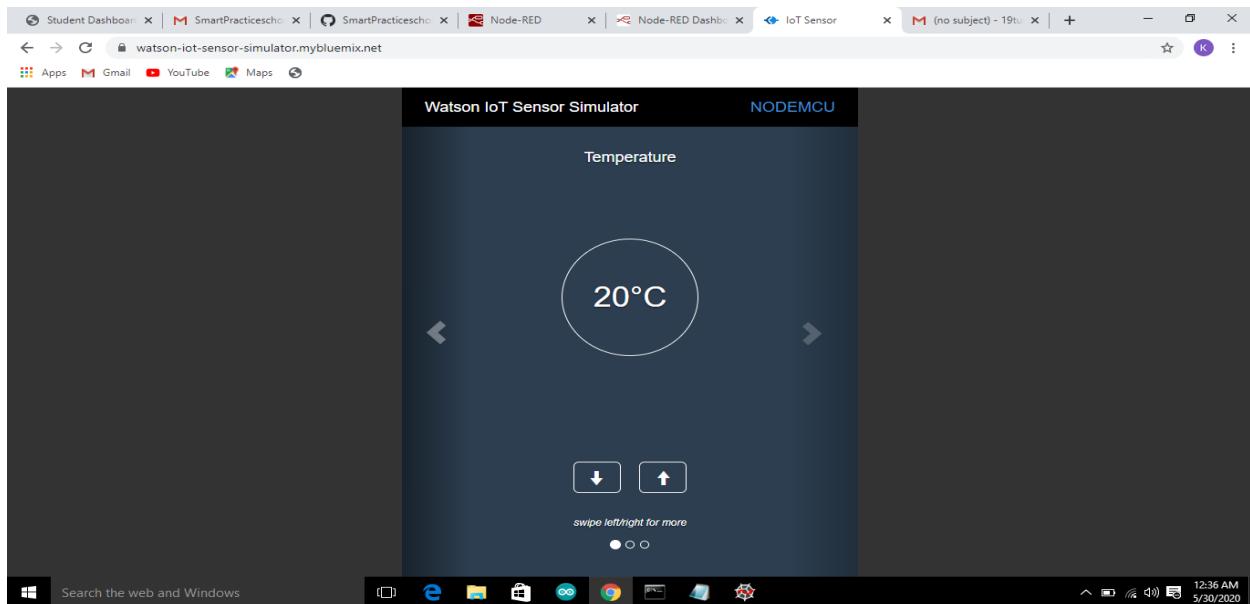 Student Dashboar SmartPracticescho SmartPracticescho Node-RED Node-RED Dashbo IoT Sensor (no subject) - 19tu
watson-iot-sensor-simulator.mybluemix.net K
Apps Gmail YouTube Maps
Watson IoT Sensor Simulator NODEMCU
Temperature
20°C
swipe left/right for more
Search the web and Windows
12:36 AM
5/30/2020